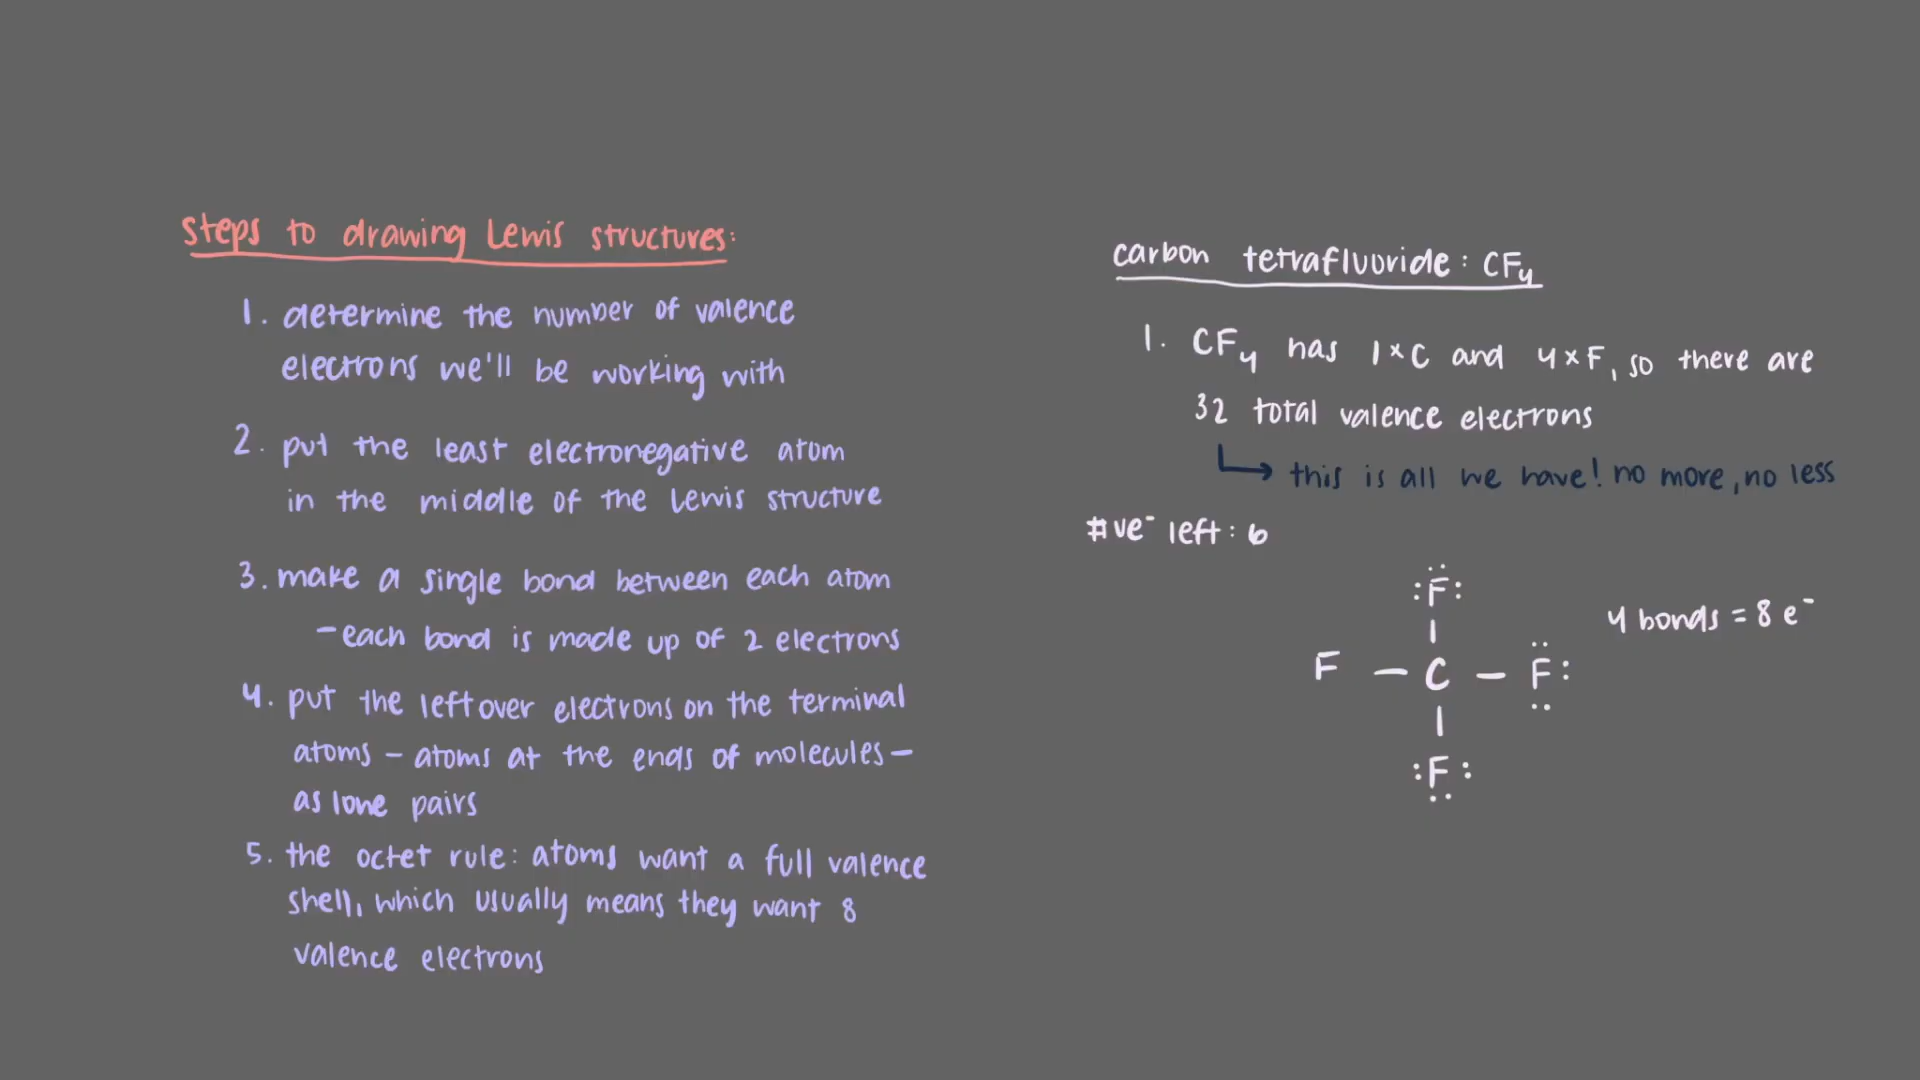 steps to drawing Lewis structures:
1. determine the number of valence
electrons we'll be working with
2. put the least electronegative atom
in the middle of the Lewis structure
3. make a single bond between each atom
- each bond is made up of 2 electrons
4. put the leftover electrons on the terminal
atoms - atoms at the ends of molecules -
as lone pairs
5. the octet rule: atoms want a full valence
shell, which usually means they want 8
valence electrons
carbon tetrafluoride: CF₄
1. CF₄ has 1×C and 4×F, so there are
32 total valence electrons
↳ this is all we have! no more, no less
#ve⁻ left: 6
:F:
4 bonds = 8 e⁻
F — C — F:
:F: